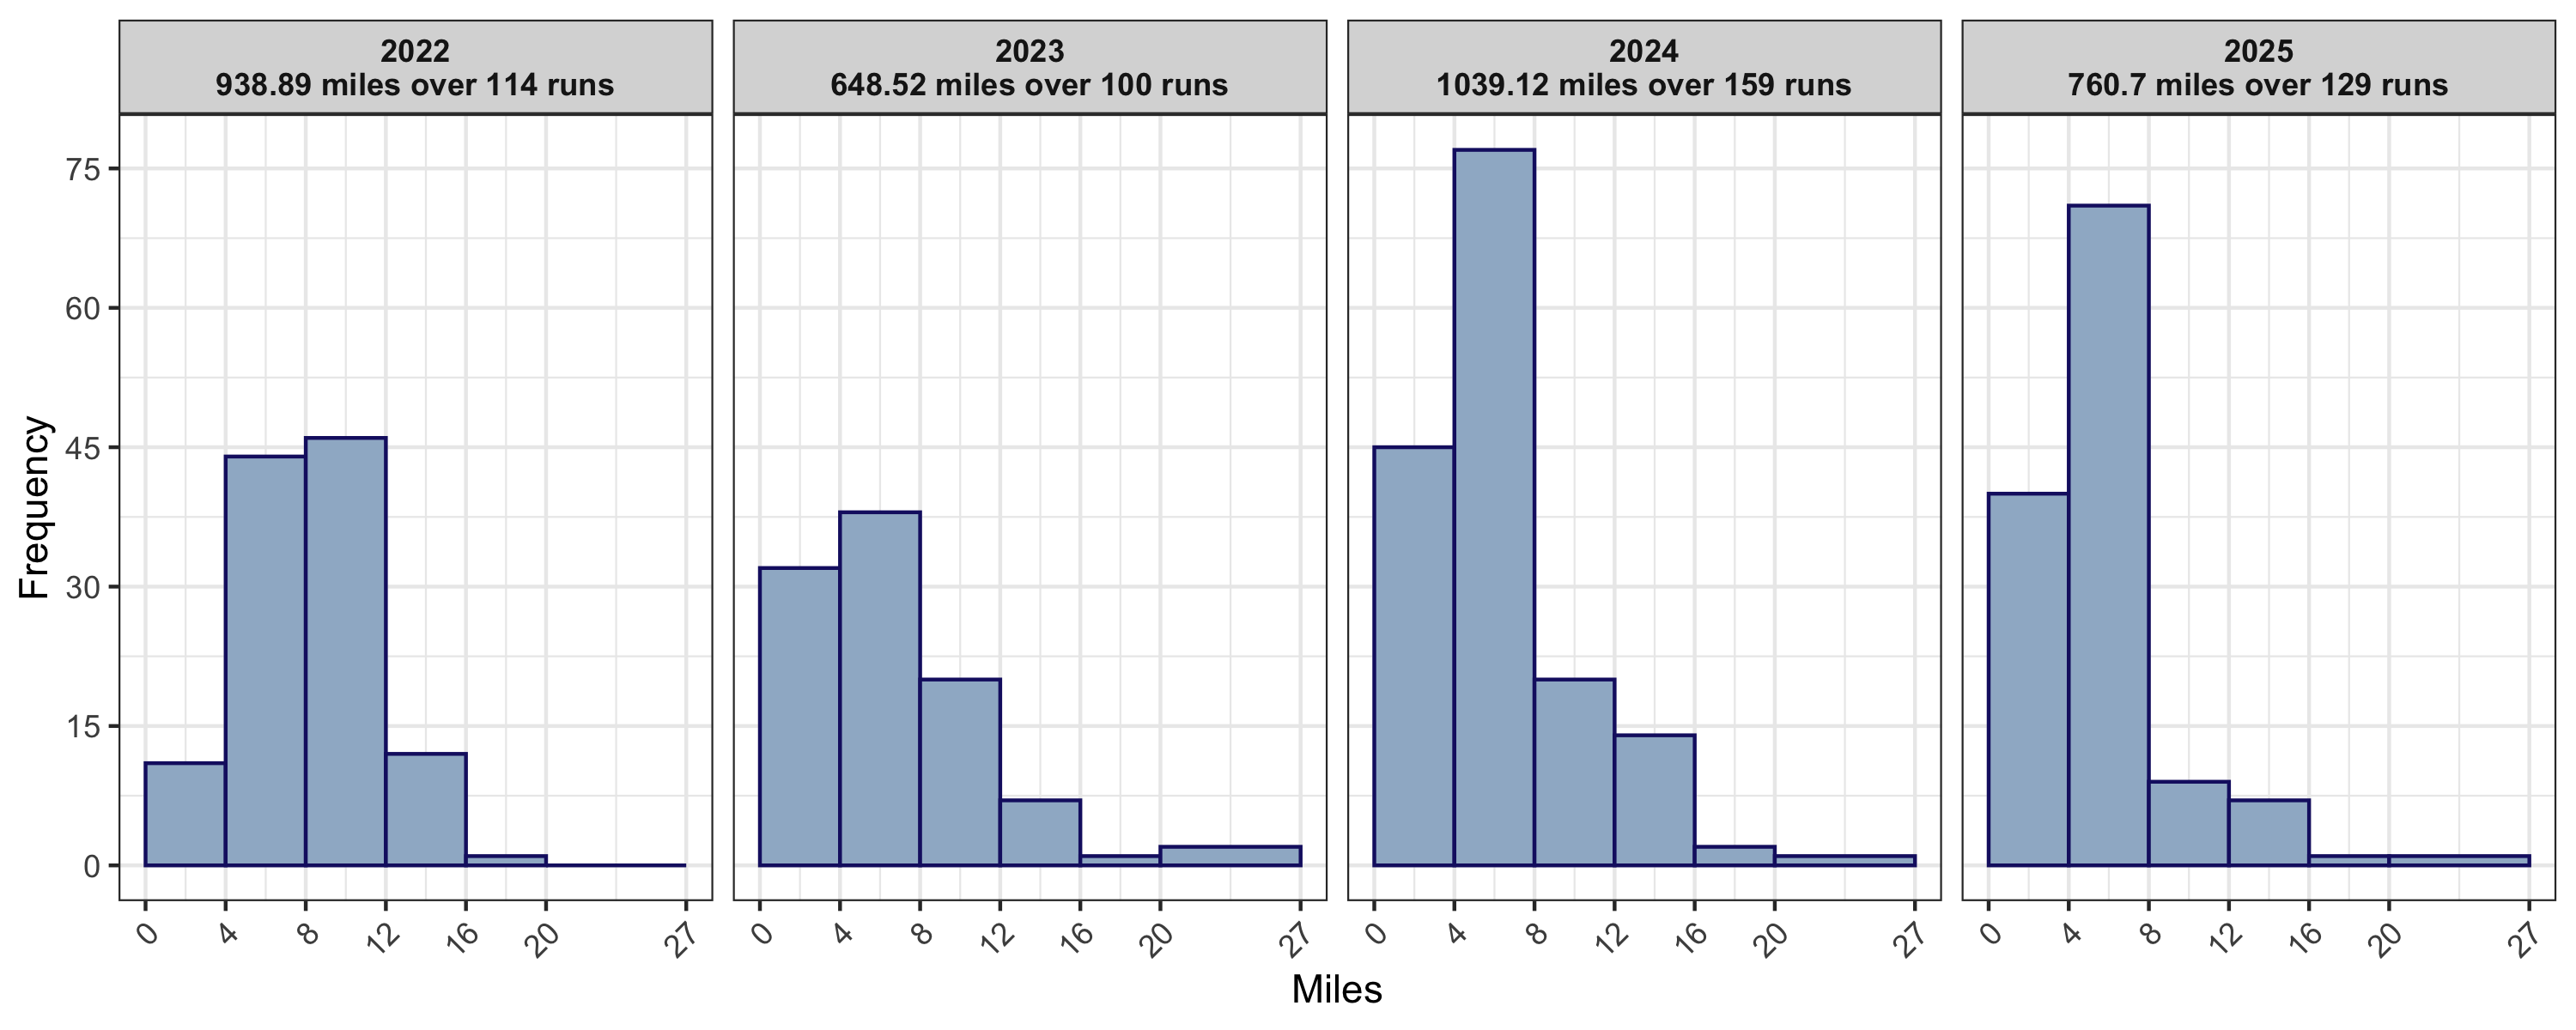 2022
938.89 miles over 114 runs
2023
648.52 miles over 100 runs
2024
1039.12 miles over 159 runs
2025
760.7 miles over 129 runs
Frequency
75
60
45
30
15
0
0 4 8 12 16 20 27
0 4 8 12 16 20 27
0 4 8 12 16 20 27
0 4 8 12 16 20 27
Miles